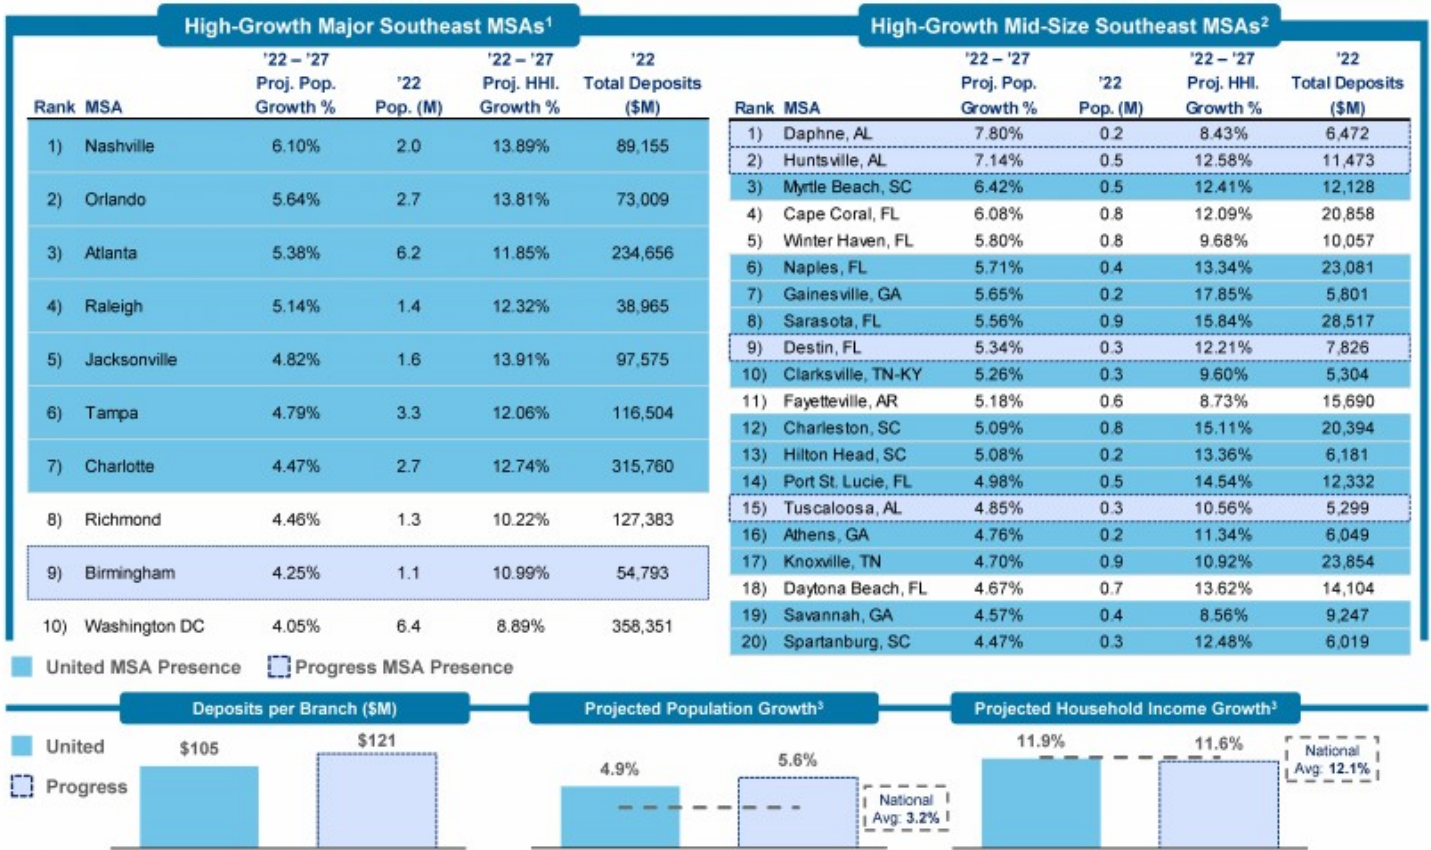 High-Growth Major Southeast MSAs¹
’22 – ’27 ’22 – ’27 ’22
Proj. Pop. ’22 Proj. HHI. Total Deposits
Rank MSA Growth % Pop. (M) Growth % ($M)
1) Nashville 6.10% 2.0 13.89% 89,155
2) Orlando 5.64% 2.7 13.81% 73,009
3) Atlanta 5.38% 6.2 11.85% 234,656
4) Raleigh 5.14% 1.4 12.32% 38,965
5) Jacksonville 4.82% 1.6 13.91% 97,575
6) Tampa 4.79% 3.3 12.06% 116,504
7) Charlotte 4.47% 2.7 12.74% 315,760
8) Richmond 4.46% 1.3 10.22% 127,383
9) Birmingham 4.25% 1.1 10.99% 54,793
10) Washington DC 4.05% 6.4 8.89% 358,351
High-Growth Mid-Size Southeast MSAs²
’22 – ’27 ’22 – ’27 ’22
Proj. Pop. ’22 Proj. HHI. Total Deposits
Rank MSA Growth % Pop. (M) Growth % ($M)
1) Daphne, AL 7.80% 0.2 8.43% 6,472
2) Huntsville, AL 7.14% 0.5 12.58% 11,473
3) Myrtle Beach, SC 6.42% 0.5 12.41% 12,128
4) Cape Coral, FL 6.08% 0.8 12.09% 20,858
5) Winter Haven, FL 5.80% 0.8 9.68% 10,057
6) Naples, FL 5.71% 0.4 13.34% 23,081
7) Gainesville, GA 5.65% 0.2 17.85% 5,801
8) Sarasota, FL 5.56% 0.9 15.84% 28,517
9) Destin, FL 5.34% 0.3 12.21% 7,826
10) Clarksville, TN-KY 5.26% 0.3 9.60% 5,304
11) Fayetteville, AR 5.18% 0.6 8.73% 15,690
12) Charleston, SC 5.09% 0.8 15.11% 20,394
13) Hilton Head, SC 5.08% 0.2 13.36% 6,181
14) Port St. Lucie, FL 4.98% 0.5 14.54% 12,332
15) Tuscaloosa, AL 4.85% 0.3 10.56% 5,299
16) Athens, GA 4.76% 0.2 11.34% 6,049
17) Knoxville, TN 4.70% 0.9 10.92% 23,854
18) Daytona Beach, FL 4.67% 0.7 13.62% 14,104
19) Savannah, GA 4.57% 0.4 8.56% 9,247
20) Spartanburg, SC 4.47% 0.3 12.48% 6,019
United MSA Presence Progress MSA Presence
Deposits per Branch ($M)
United
Progress
$105 $121
Projected Population Growth³
4.9% 5.6%
National
Avg: 3.2%
Projected Household Income Growth³
11.9% 11.6%
National
Avg: 12.1%